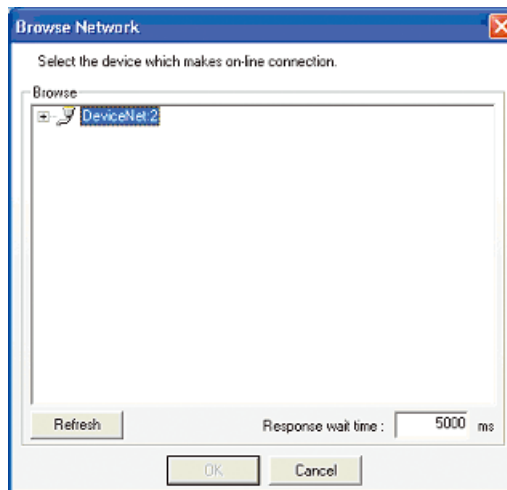 Browse Network
Select the device which makes on-line connection.
Browse
DeviceNet:2
Refresh
Response wait time : 5000 ms
OK Cancel